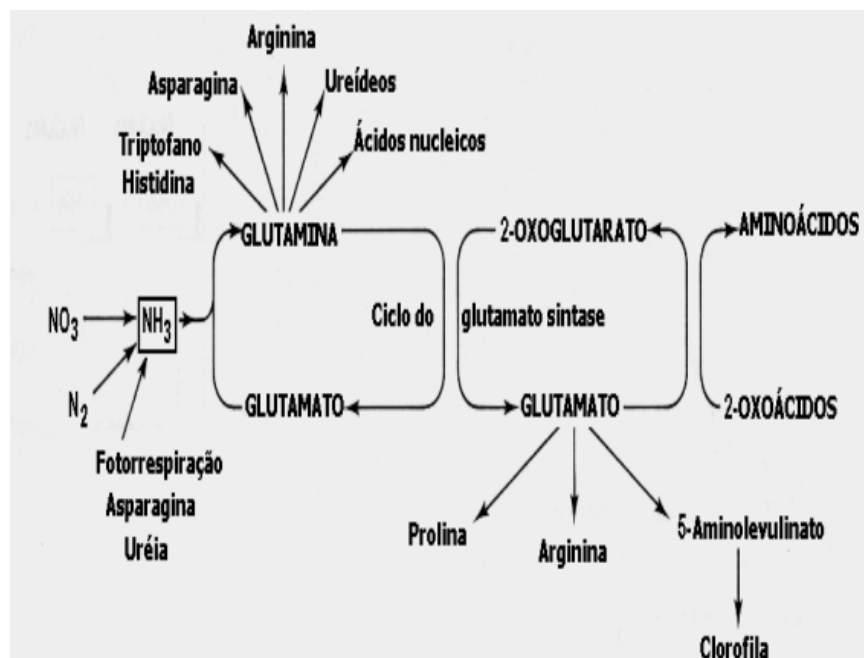 Arginina
Asparagina
Ureídeos
Triptofano
Histidina
Ácidos nucleicos
GLUTAMINA
2-OXOGLUTARATO
AMINOÁCIDOS
NO3
NH3
Ciclo do glutamato sintase
N2
GLUTAMATO
GLUTAMATO
2-OXOÁCIDOS
Fotorrespiração
Asparagina
Uréia
Prolina
Arginina
5-Aminolevulinato
Clorofila